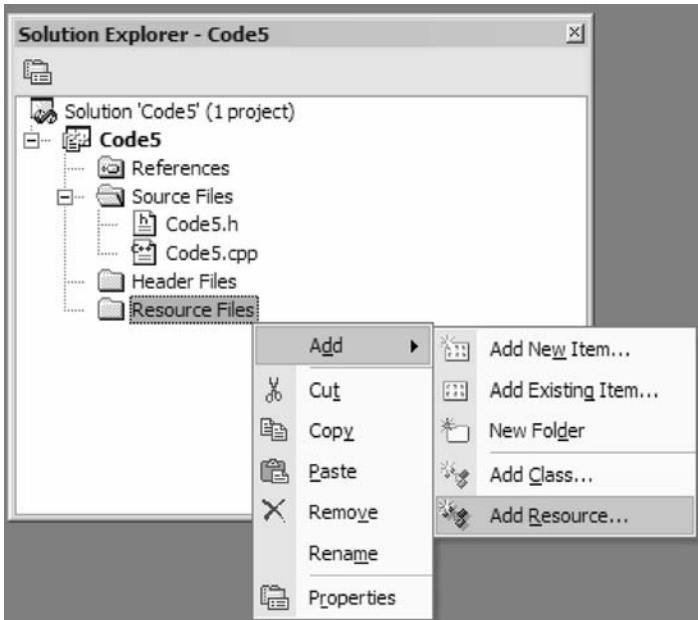 Solution Explorer - Code5
Solution 'Code5' (1 project)
Code5
References
Source Files
Code5.h
Code5.cpp
Header Files
Resource Files
Add
Cut
Copy
Paste
Remove
Rename
Properties
Add New Item...
Add Existing Item...
New Folder
Add Class...
Add Resource...